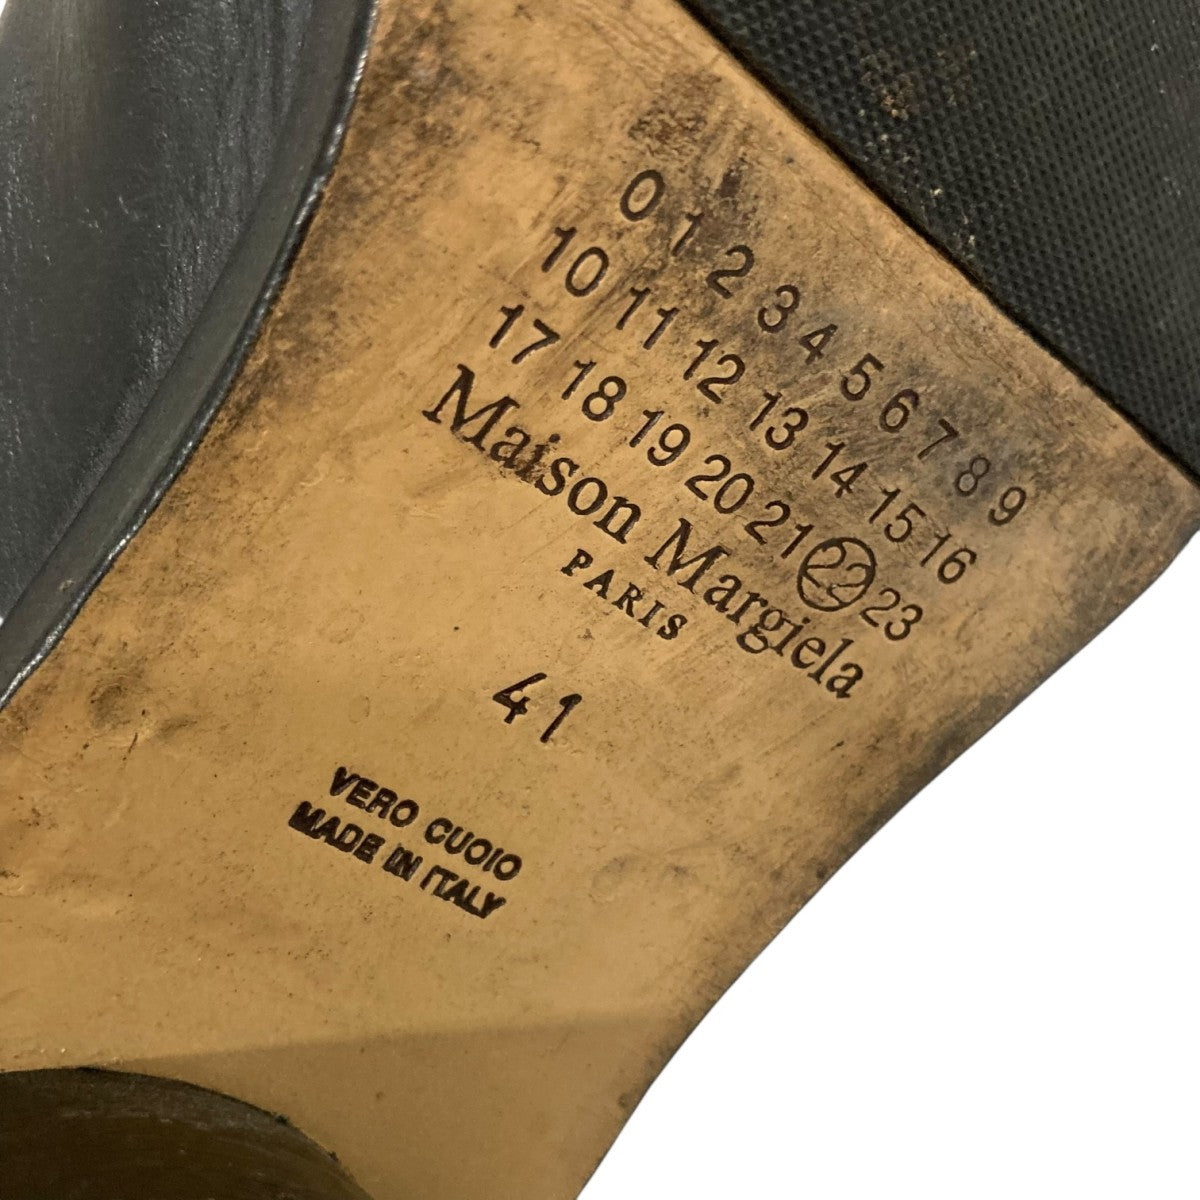 0 1 2 3 4 5 6 7 8 9
10 11 12 13 14 15 16
17 18 19 20 21 22 23
Maison Margiela
PARIS
41
VERO CUOIO
MADE IN ITALY